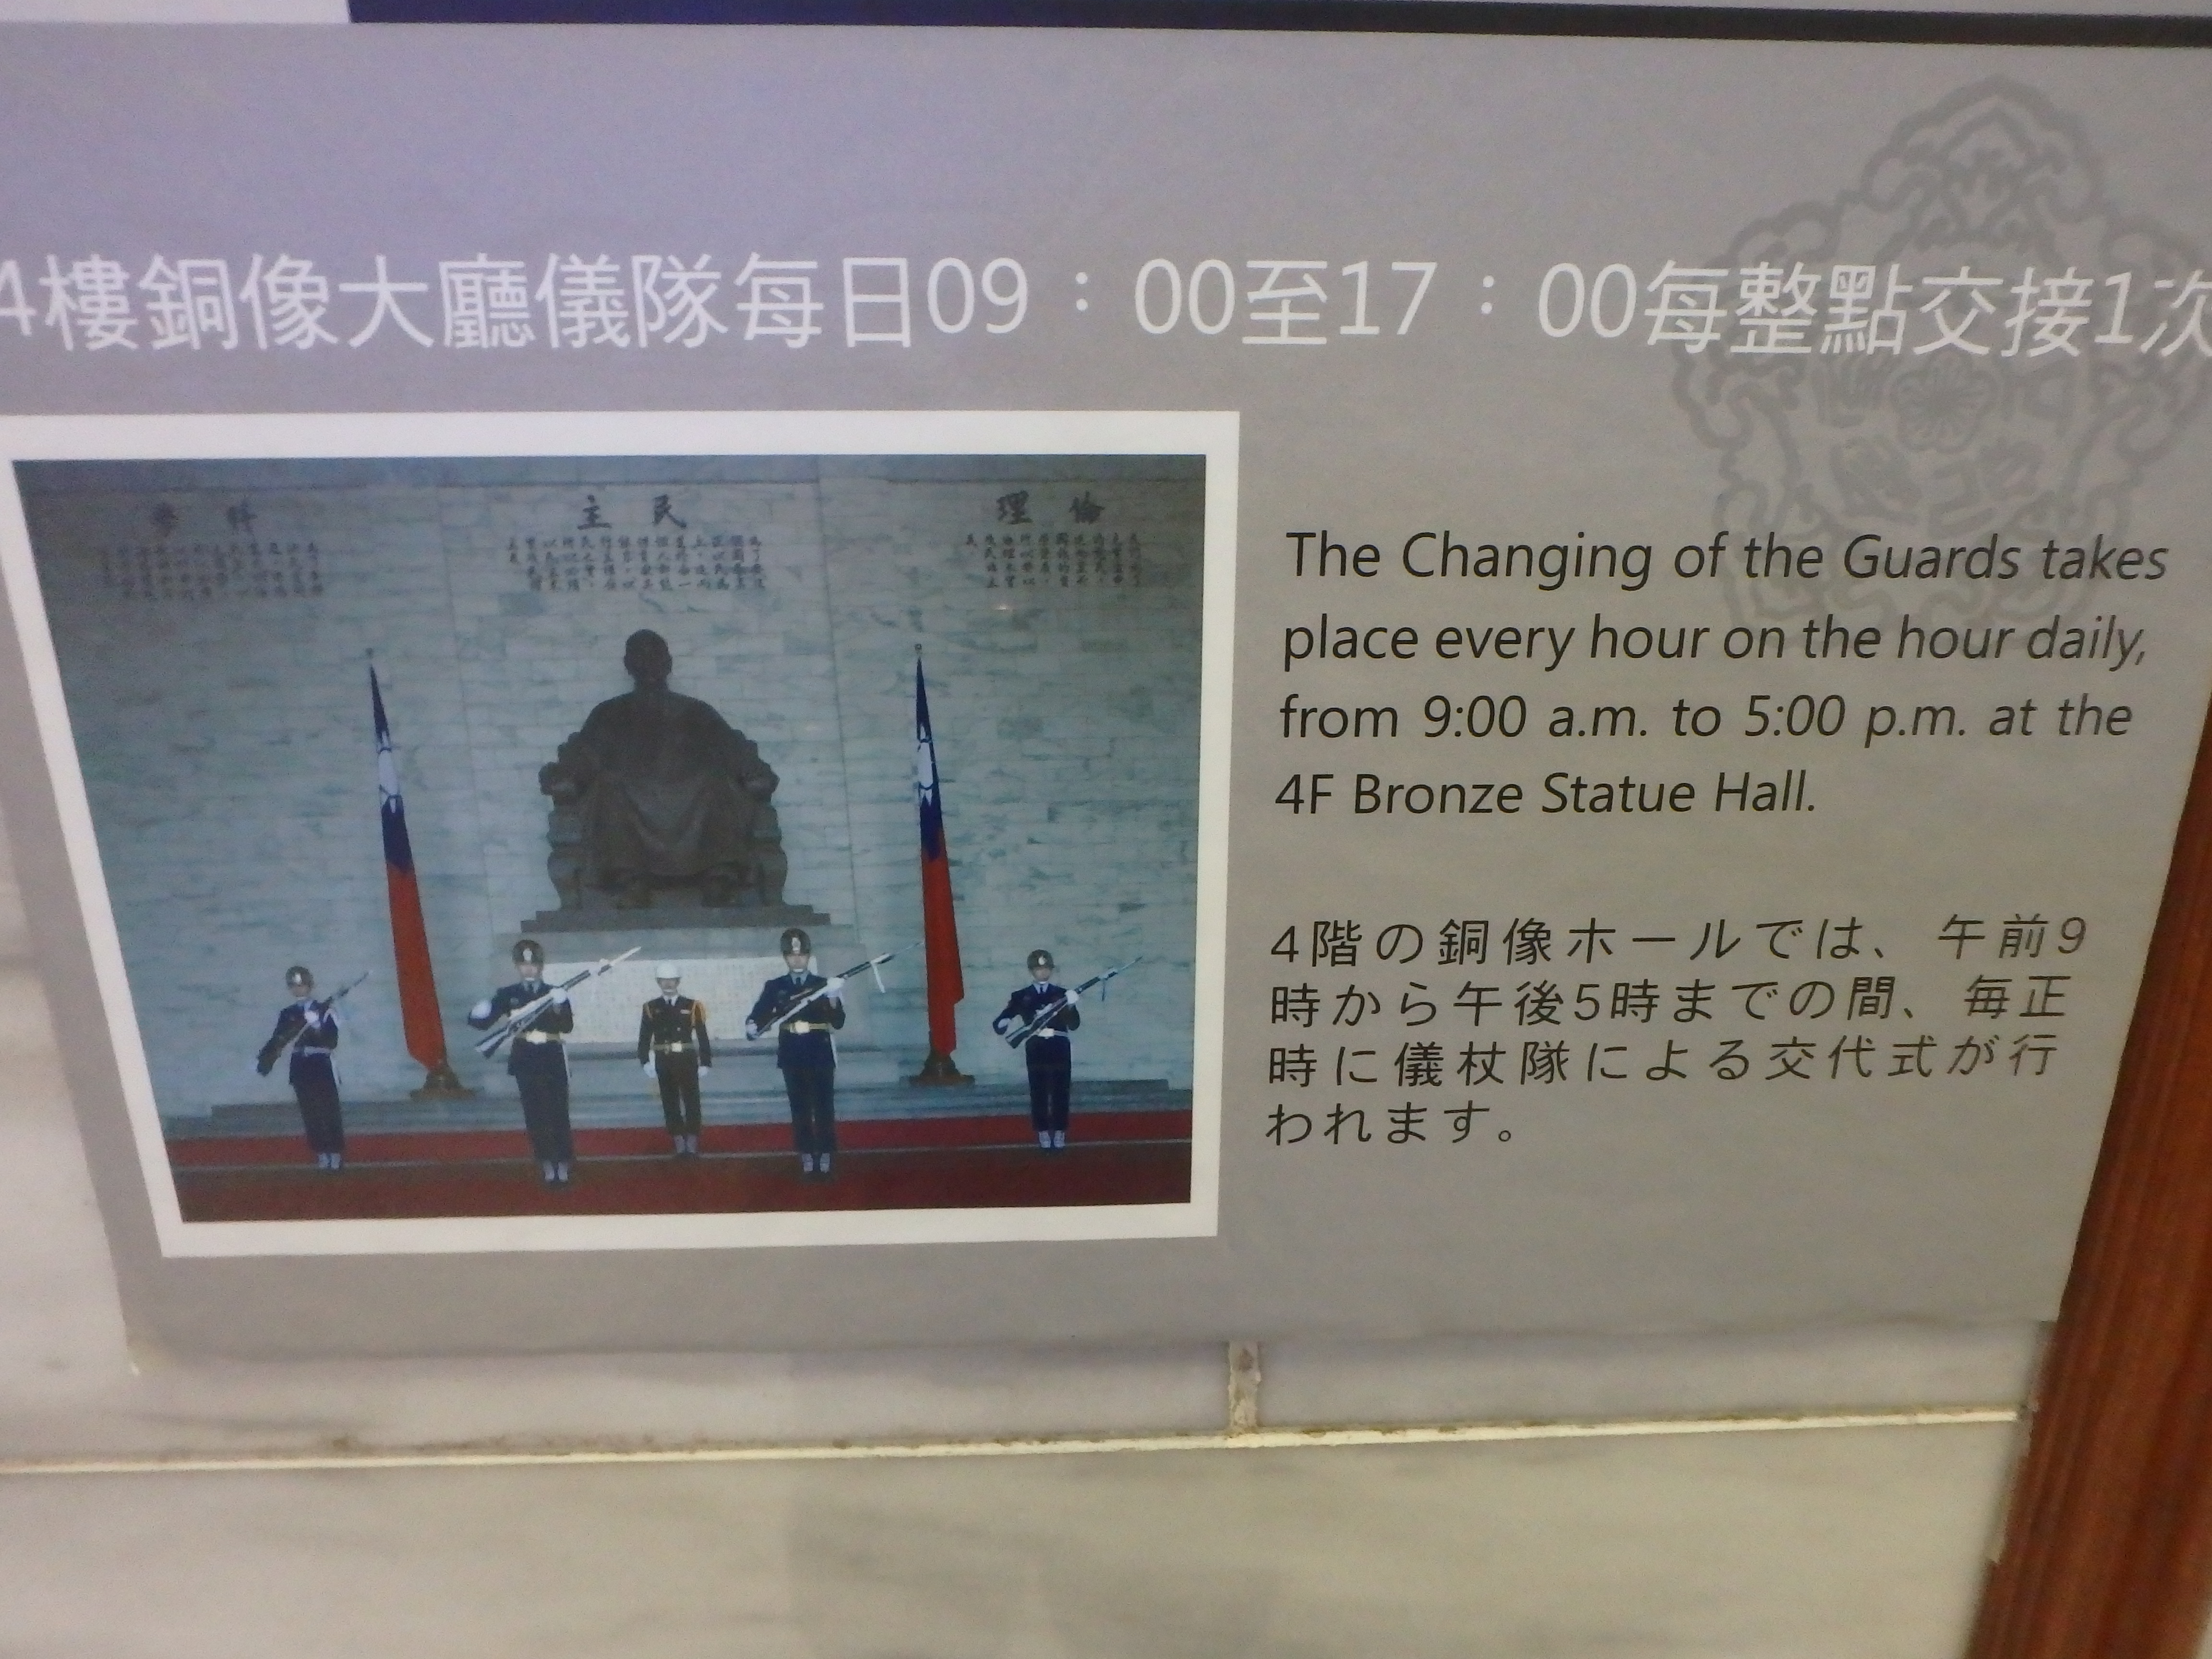 4樓銅像大廳儀隊每日09：00至17：00每整點交接1次
科
主 民
理 倫
The Changing of the Guards takes
place every hour on the hour daily,
from 9:00 a.m. to 5:00 p.m. at the
4F Bronze Statue Hall.
4階の銅像ホールでは、午前9
時から午後5時までの間、毎正
時に儀杖隊による交代式が行
われます。